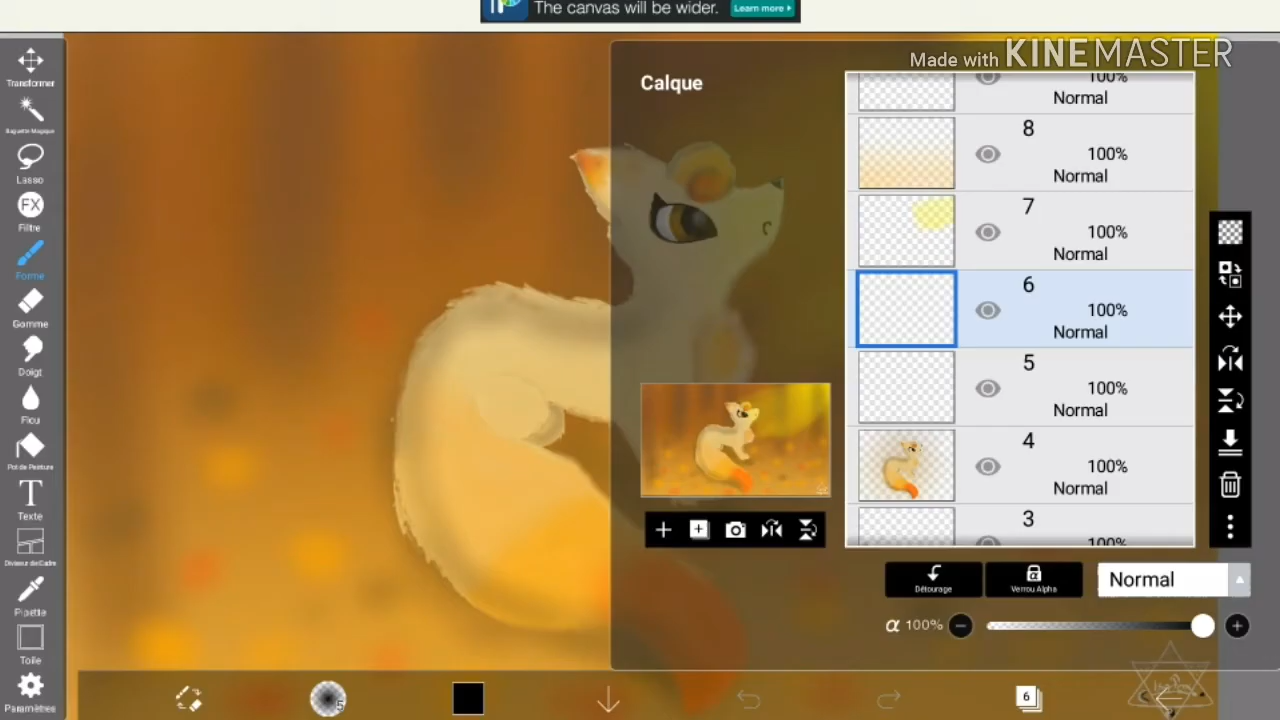 The canvas will be wider.
Learn more
Made with KINEMASTER
Transformer
Baguette Magique
Lasso
FX
Filtre
Forme
Gomme
Doigt
Flou
Pot de Peinture
T
Texte
Diviseur de Cadre
Pipette
Toile
Paramètres
Calque
100%
Normal
8
100%
Normal
7
100%
Normal
6
100%
Normal
5
100%
Normal
4
100%
Normal
3
100%
Détourage
α
Verrou Alpha
Normal
α 100%
5
6